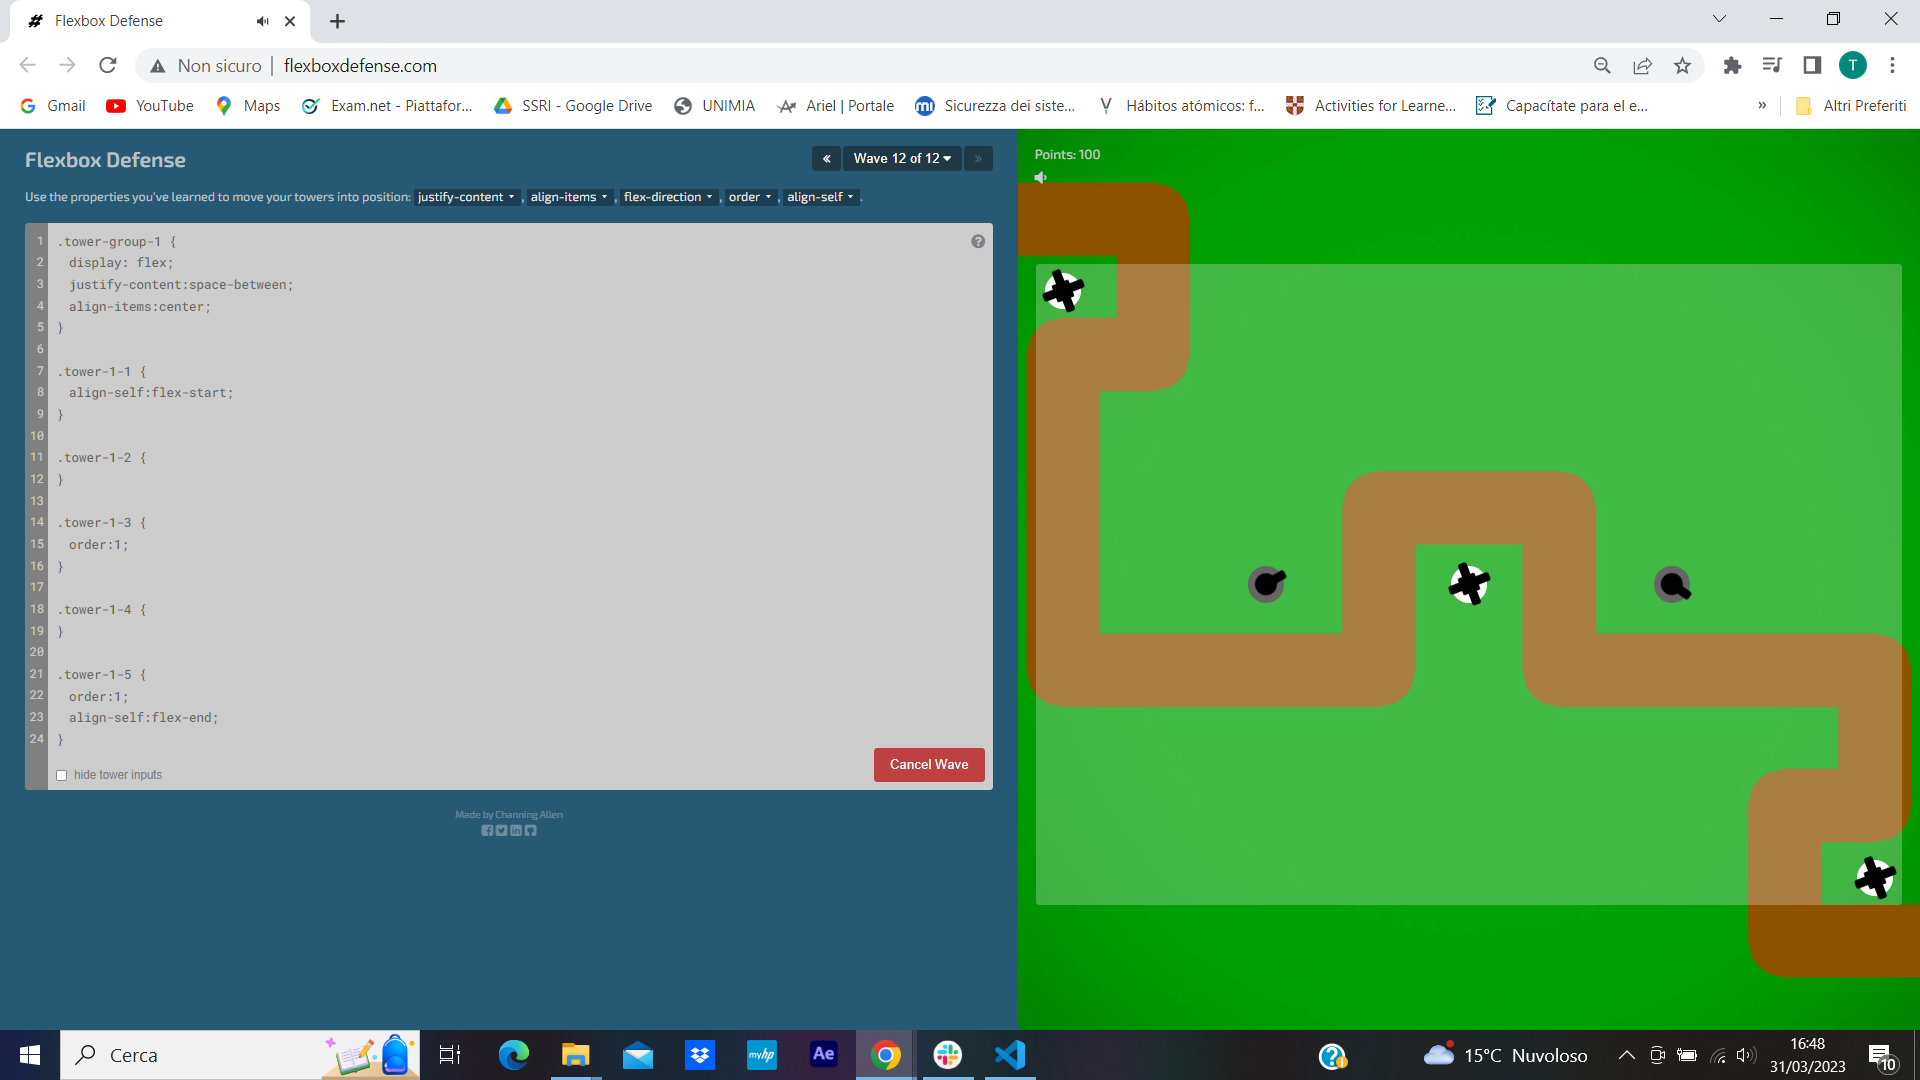 Flexbox Defense
Non sicuro | flexboxdefense.com
Gmail YouTube Maps Exam.net - Piattafor... SSRI - Google Drive UNIMIA Ariel | Portale Sicurezza dei siste... Hábitos atómicos: f... Activities for Learne... Capacítate para el e... » Altri Preferiti
T
Flexbox Defense
« Wave 12 of 12 »
Use the properties you've learned to move your towers into position: justify-content, align-items, flex-direction, order, align-self.
1 .tower-group-1 {
2 display: flex;
3 justify-content:space-between;
4 align-items:center;
5 }
6
7 .tower-1-1 {
8 align-self:flex-start;
9 }
10
11 .tower-1-2 {
12 }
13
14 .tower-1-3 {
15 order:1;
16 }
17
18 .tower-1-4 {
19 }
20
21 .tower-1-5 {
22 order:1;
23 align-self:flex-end;
24 }
hide tower inputs
Cancel Wave
Made by Channing Allen
Points: 100
Cerca
myhp
Ae
15°C Nuvoloso
16:48
31/03/2023
10